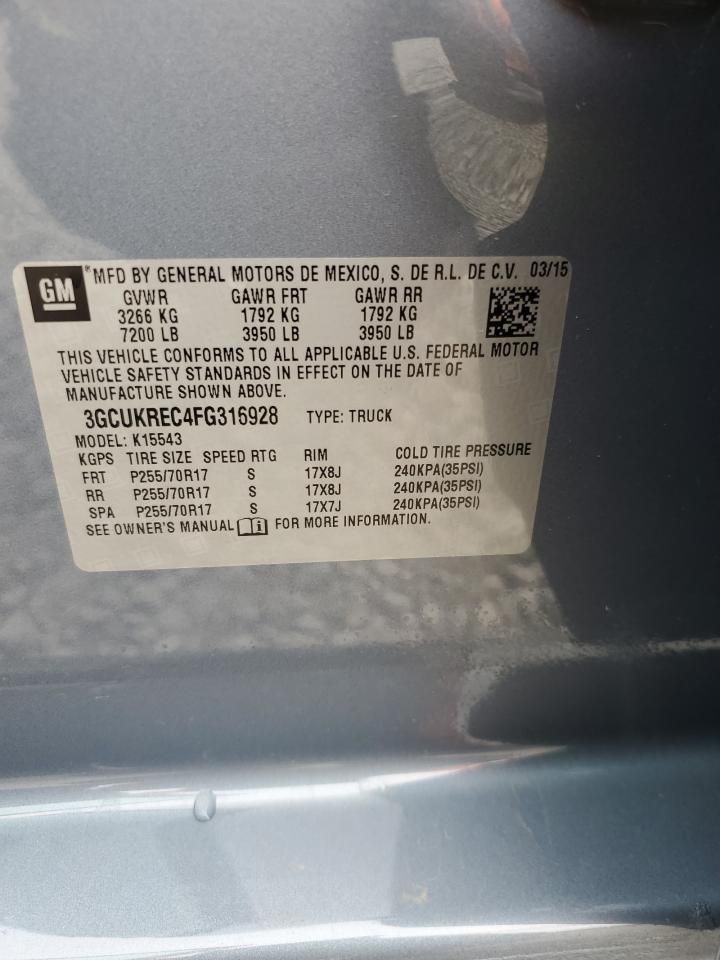 GM
®MFD BY GENERAL MOTORS DE MEXICO, S. DE R.L. DE C.V. 03/15
GVWR GAWR FRT GAWR RR
3266 KG 1792 KG 1792 KG
7200 LB 3950 LB 3950 LB
THIS VEHICLE CONFORMS TO ALL APPLICABLE U.S. FEDERAL MOTOR
VEHICLE SAFETY STANDARDS IN EFFECT ON THE DATE OF
MANUFACTURE SHOWN ABOVE.
3GCUKREC4FG316928 TYPE: TRUCK
MODEL: K15543
KGPS TIRE SIZE SPEED RTG RIM COLD TIRE PRESSURE
FRT P255/70R17 S 17X8J 240KPA(35PSI)
RR P255/70R17 S 17X8J 240KPA(35PSI)
SPA P255/70R17 S 17X7J 240KPA(35PSI)
SEE OWNER'S MANUAL FOR MORE INFORMATION.